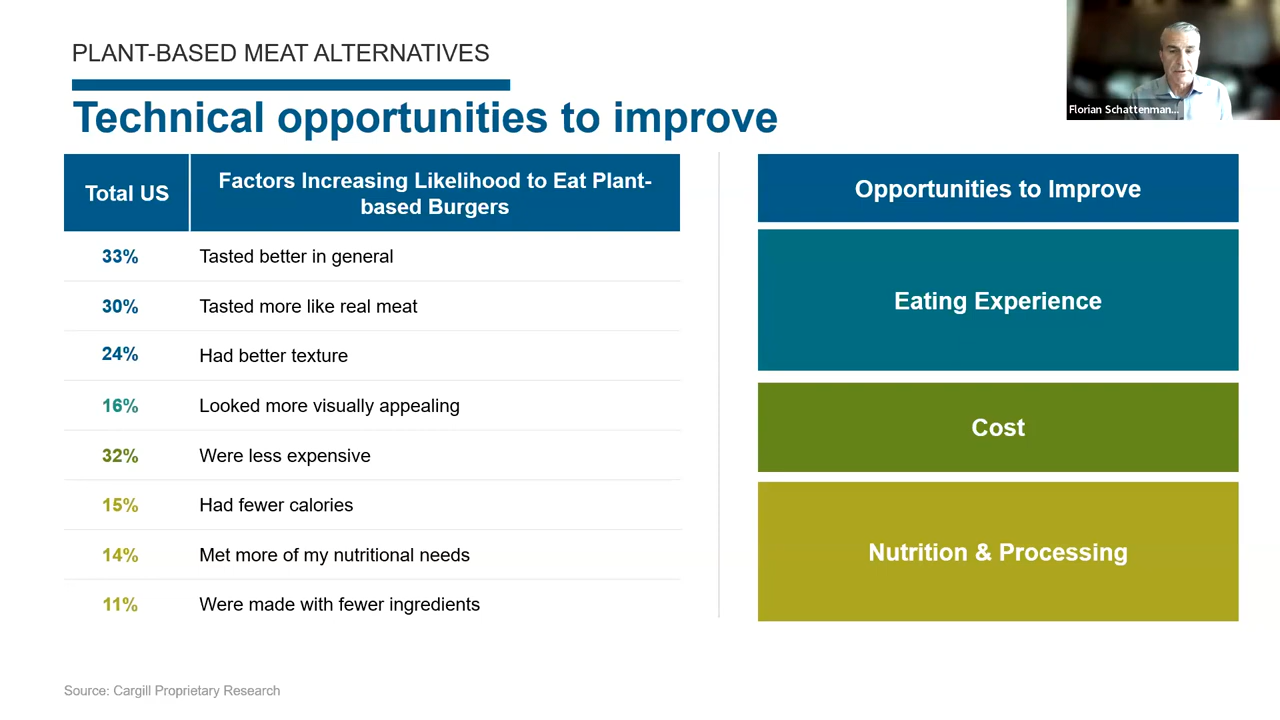 PLANT-BASED MEAT ALTERNATIVES
Technical opportunities to improve
Florian Schattenman...
Total US
Factors Increasing Likelihood to Eat Plant-
based Burgers
33% Tasted better in general
30% Tasted more like real meat
24% Had better texture
16% Looked more visually appealing
32% Were less expensive
15% Had fewer calories
14% Met more of my nutritional needs
11% Were made with fewer ingredients
Opportunities to Improve
Eating Experience
Cost
Nutrition & Processing
Source: Cargill Proprietary Research